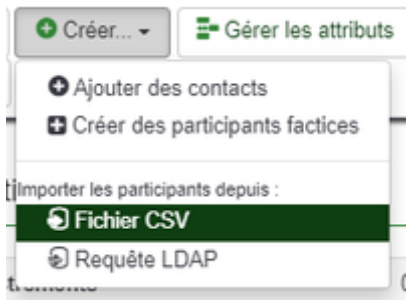 Créer...
Gérer les attributs
Ajouter des contacts
Créer des participants factices
Importer les participants depuis :
Fichier CSV
Requête LDAP